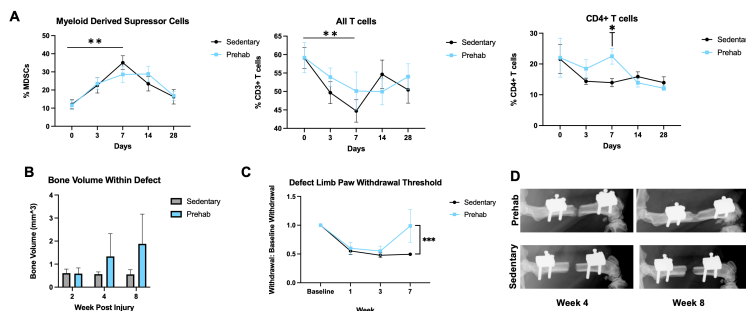 A
Myeloid Derived Supressor Cells
**
% MDSCs
50
40
30
20
10
0
0 3 7 14 28
Days
Sedentary
Prehab
All T cells
**
% CD3+ T cells
65
60
55
50
45
40
0 3 7 14 28
Days
Sedentary
Prehab
CD4+ T cells
*
% CD4+ T cells
40
30
20
10
0
0 3 7 14 28
Days
Sedentar
Prehab
B
Bone Volume Within Defect
Bone Volume (mm^3)
4
3
2
1
0
2 4 8
Week Post Injury
Sedentary
Prehab
C
Defect Limb Paw Withdrawal Threshold
Withdrawal: Baseline Withdrawal
1.5
1.0
0.5
0.0
Baseline 1 3 7
Week
Sedentary
Prehab
***
D
Prehab
Sedentary
Week 4
Week 8